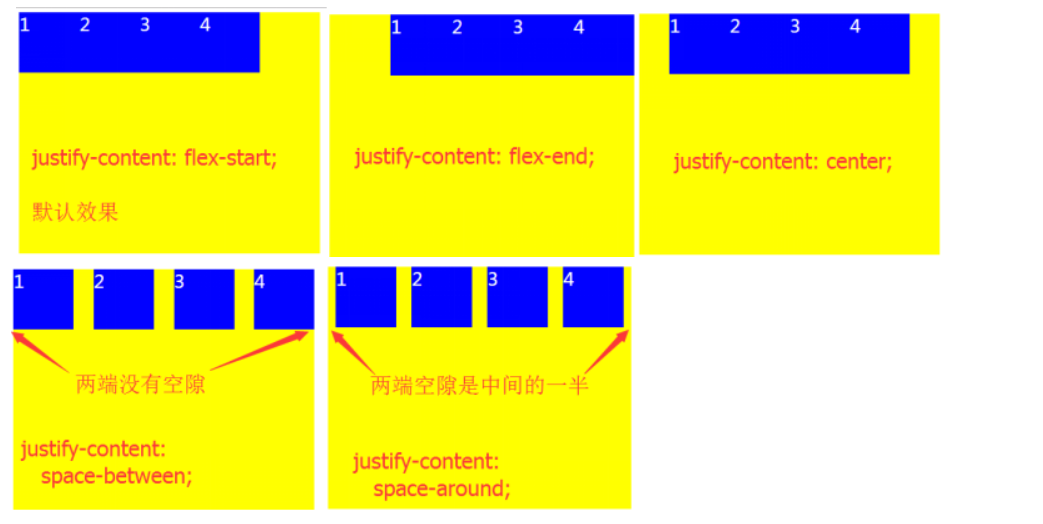 1 2 3 4
justify-content: flex-start;
默认效果
1 2 3 4
justify-content: flex-end;
1 2 3 4
justify-content: center;
1 2 3 4
两端没有空隙
justify-content:
space-between;
1 2 3 4
两端空隙是中间的一半
justify-content:
space-around;